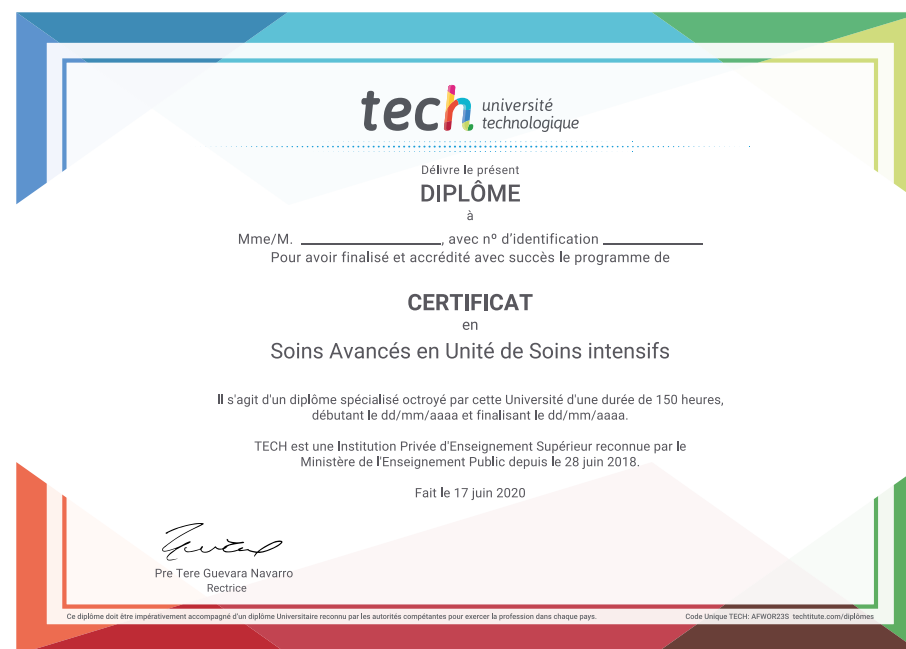 tech université
technologique
Délivre le présent
DIPLÔME
à
Mme/M. ____________________, avec nº d'identification ______________
Pour avoir finalisé et accrédité avec succès le programme de
CERTIFICAT
en
Soins Avancés en Unité de Soins intensifs
Il s'agit d'un diplôme spécialisé octroyé par cette Université d'une durée de 150 heures,
débutant le dd/mm/aaaa et finalisant le dd/mm/aaaa.
TECH est une Institution Privée d'Enseignement Supérieur reconnue par le
Ministère de l'Enseignement Public depuis le 28 juin 2018.
Fait le 17 juin 2020
Pre Tere Guevara Navarro
Rectrice
Ce diplôme doit être impérativement accompagné d'un diplôme Universitaire reconnu par les autorités compétantes pour exercer la profession dans chaque pays.
Code Unique TECH: AFWOR23S techtitute.com/diplômes